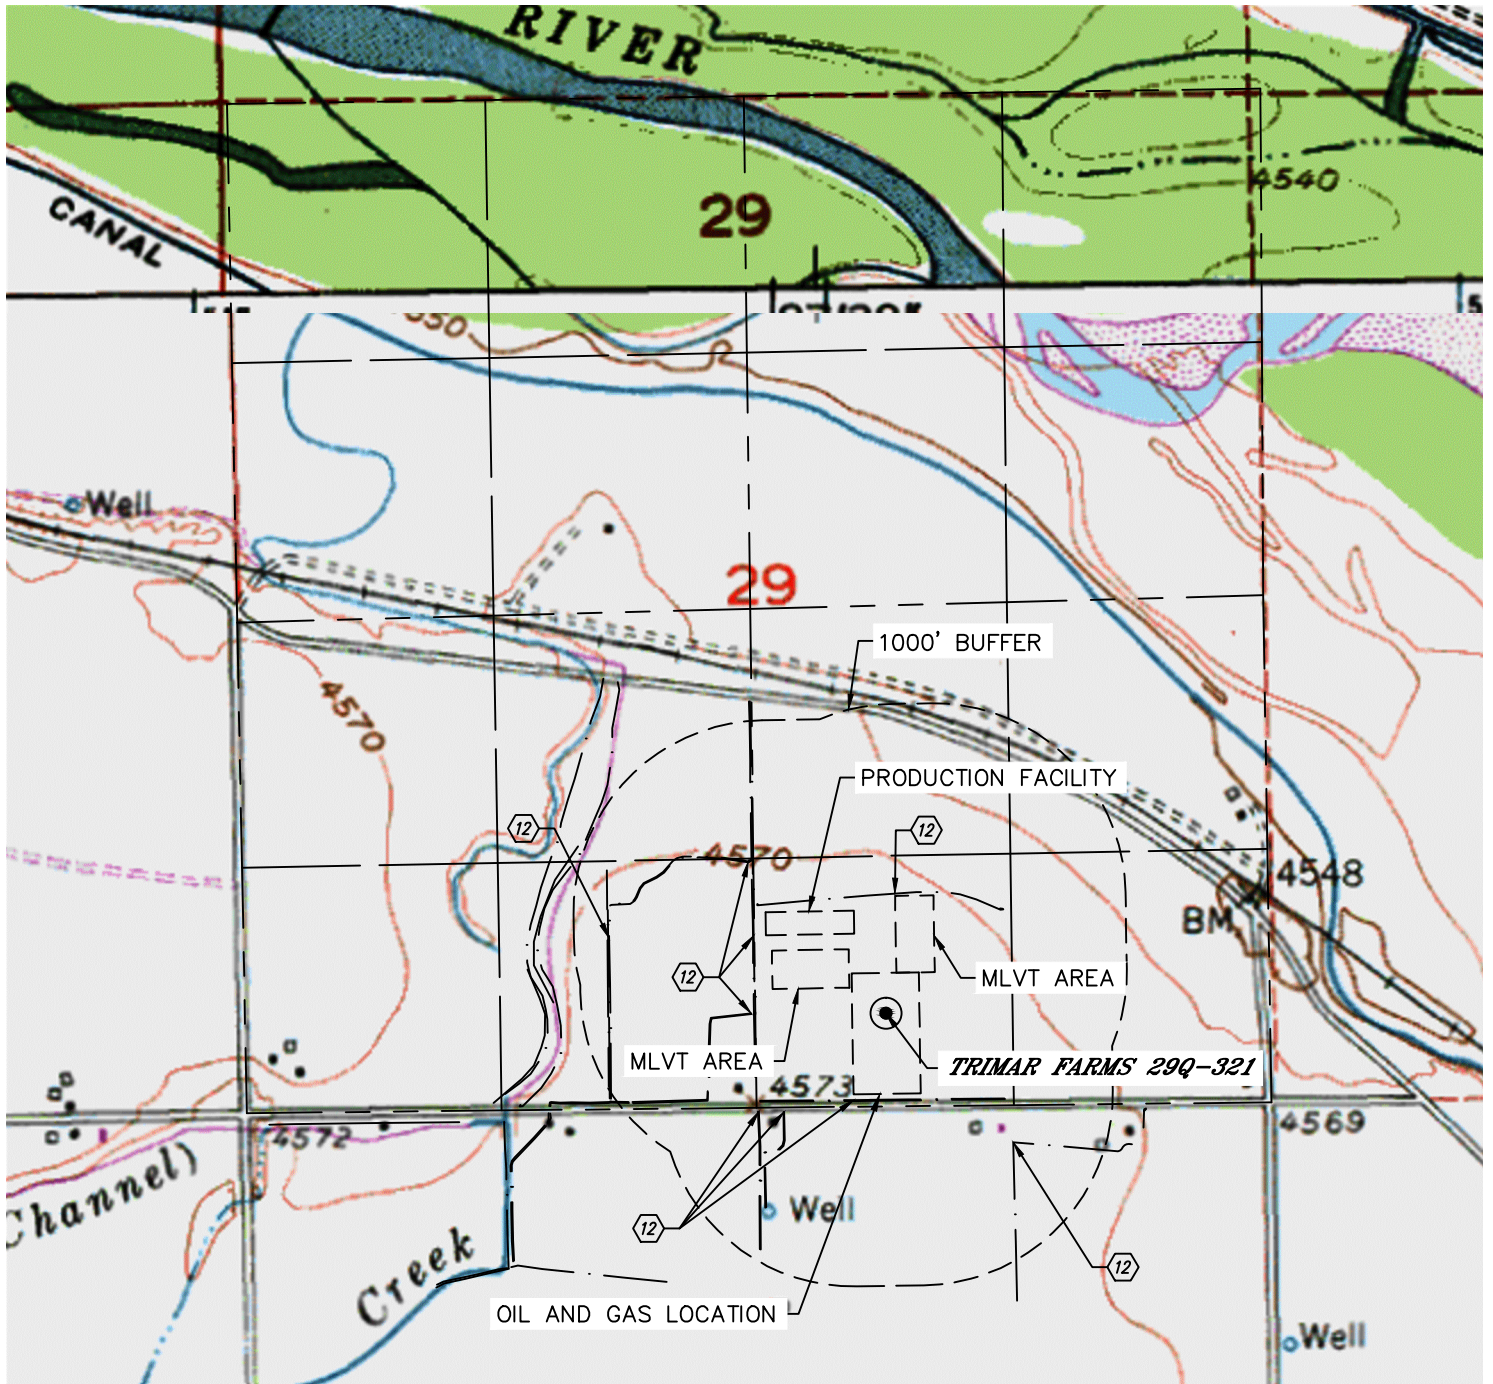 RIVER
4540
29
CANAL
550
Well
29
1000' BUFFER
4570
PRODUCTION FACILITY
12
12
4570
4548
BM
12
MLVT AREA
MLVT AREA
TRIMAR FARMS 29Q-321
4573
4572
4569
Channel)
Well
12
Creek
12
OIL AND GAS LOCATION
Well